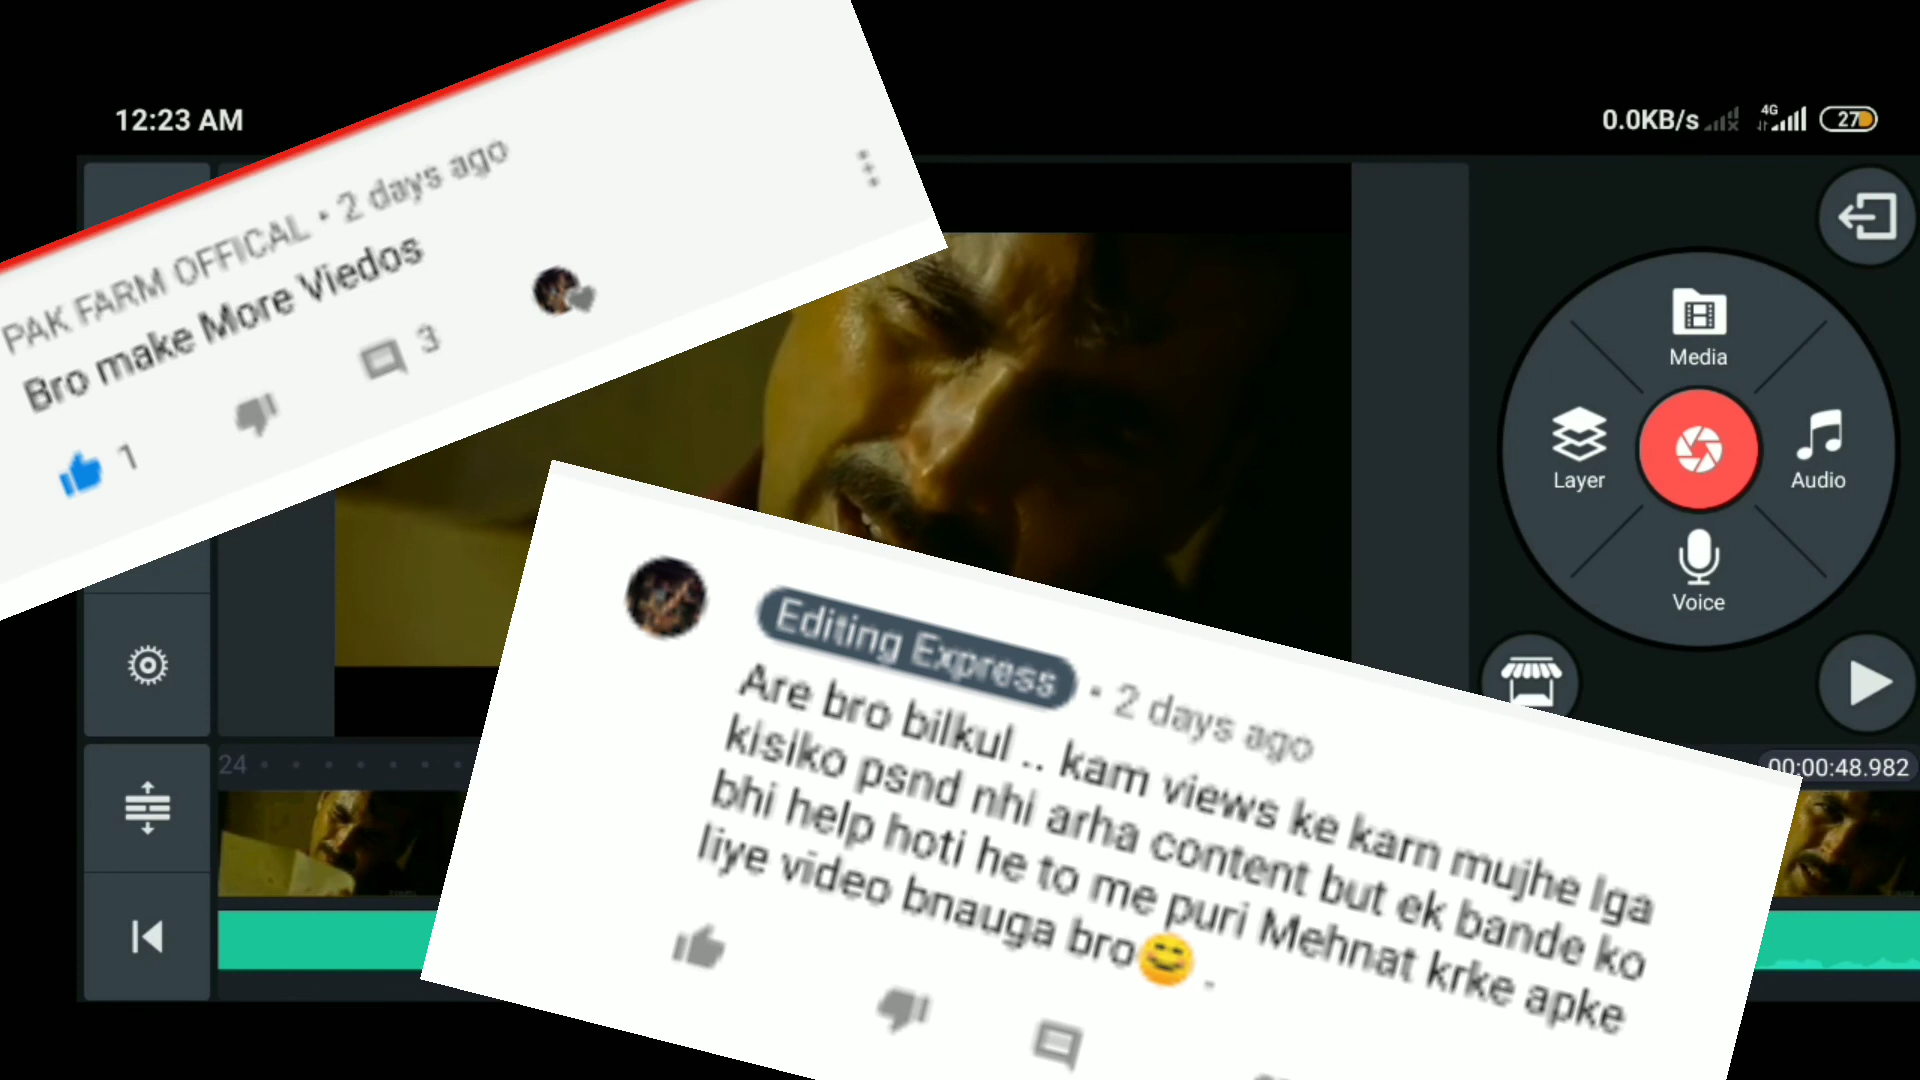 12:23 AM
0.0KB/s
4G
27
PAK FARM OFFICAL • 2 days ago
Bro make More Viedos
1
3
Media
Layer
Audio
Voice
Editing Express • 2 days ago
Are bro bilkul .. kam views ke karn mujhe lga
kisiko psnd nhi arha content but ek bande ko
bhi help hoti he to me puri Mehnat krke apke
liye video bnauga bro😊 .
24
00:00:48.982